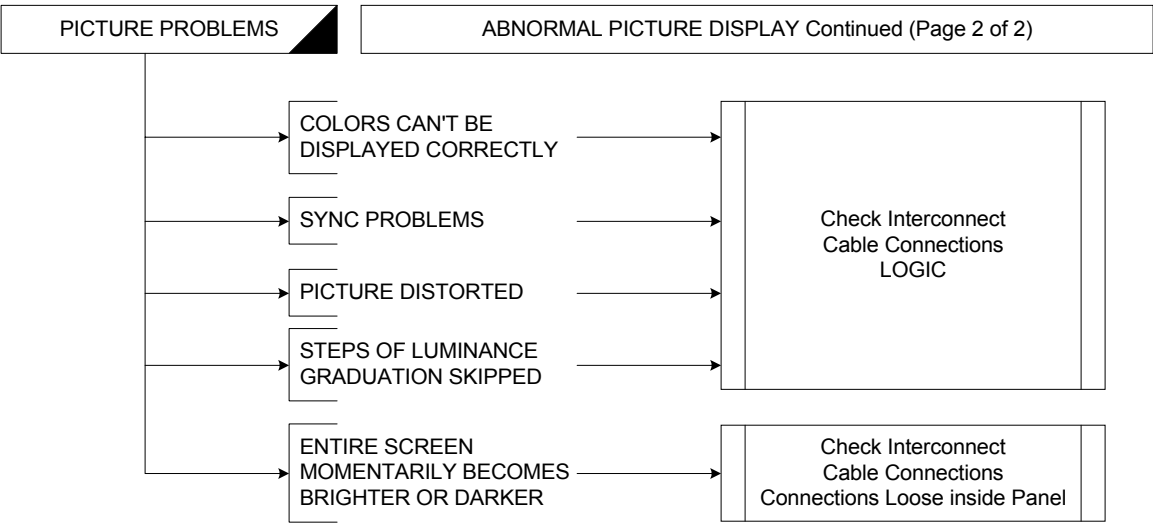 PICTURE PROBLEMS
ABNORMAL PICTURE DISPLAY Continued (Page 2 of 2)
COLORS CAN'T BE
DISPLAYED CORRECTLY
SYNC PROBLEMS
PICTURE DISTORTED
STEPS OF LUMINANCE
GRADUATION SKIPPED
Check Interconnect
Cable Connections
LOGIC
ENTIRE SCREEN
MOMENTARILY BECOMES
BRIGHTER OR DARKER
Check Interconnect
Cable Connections
Connections Loose inside Panel